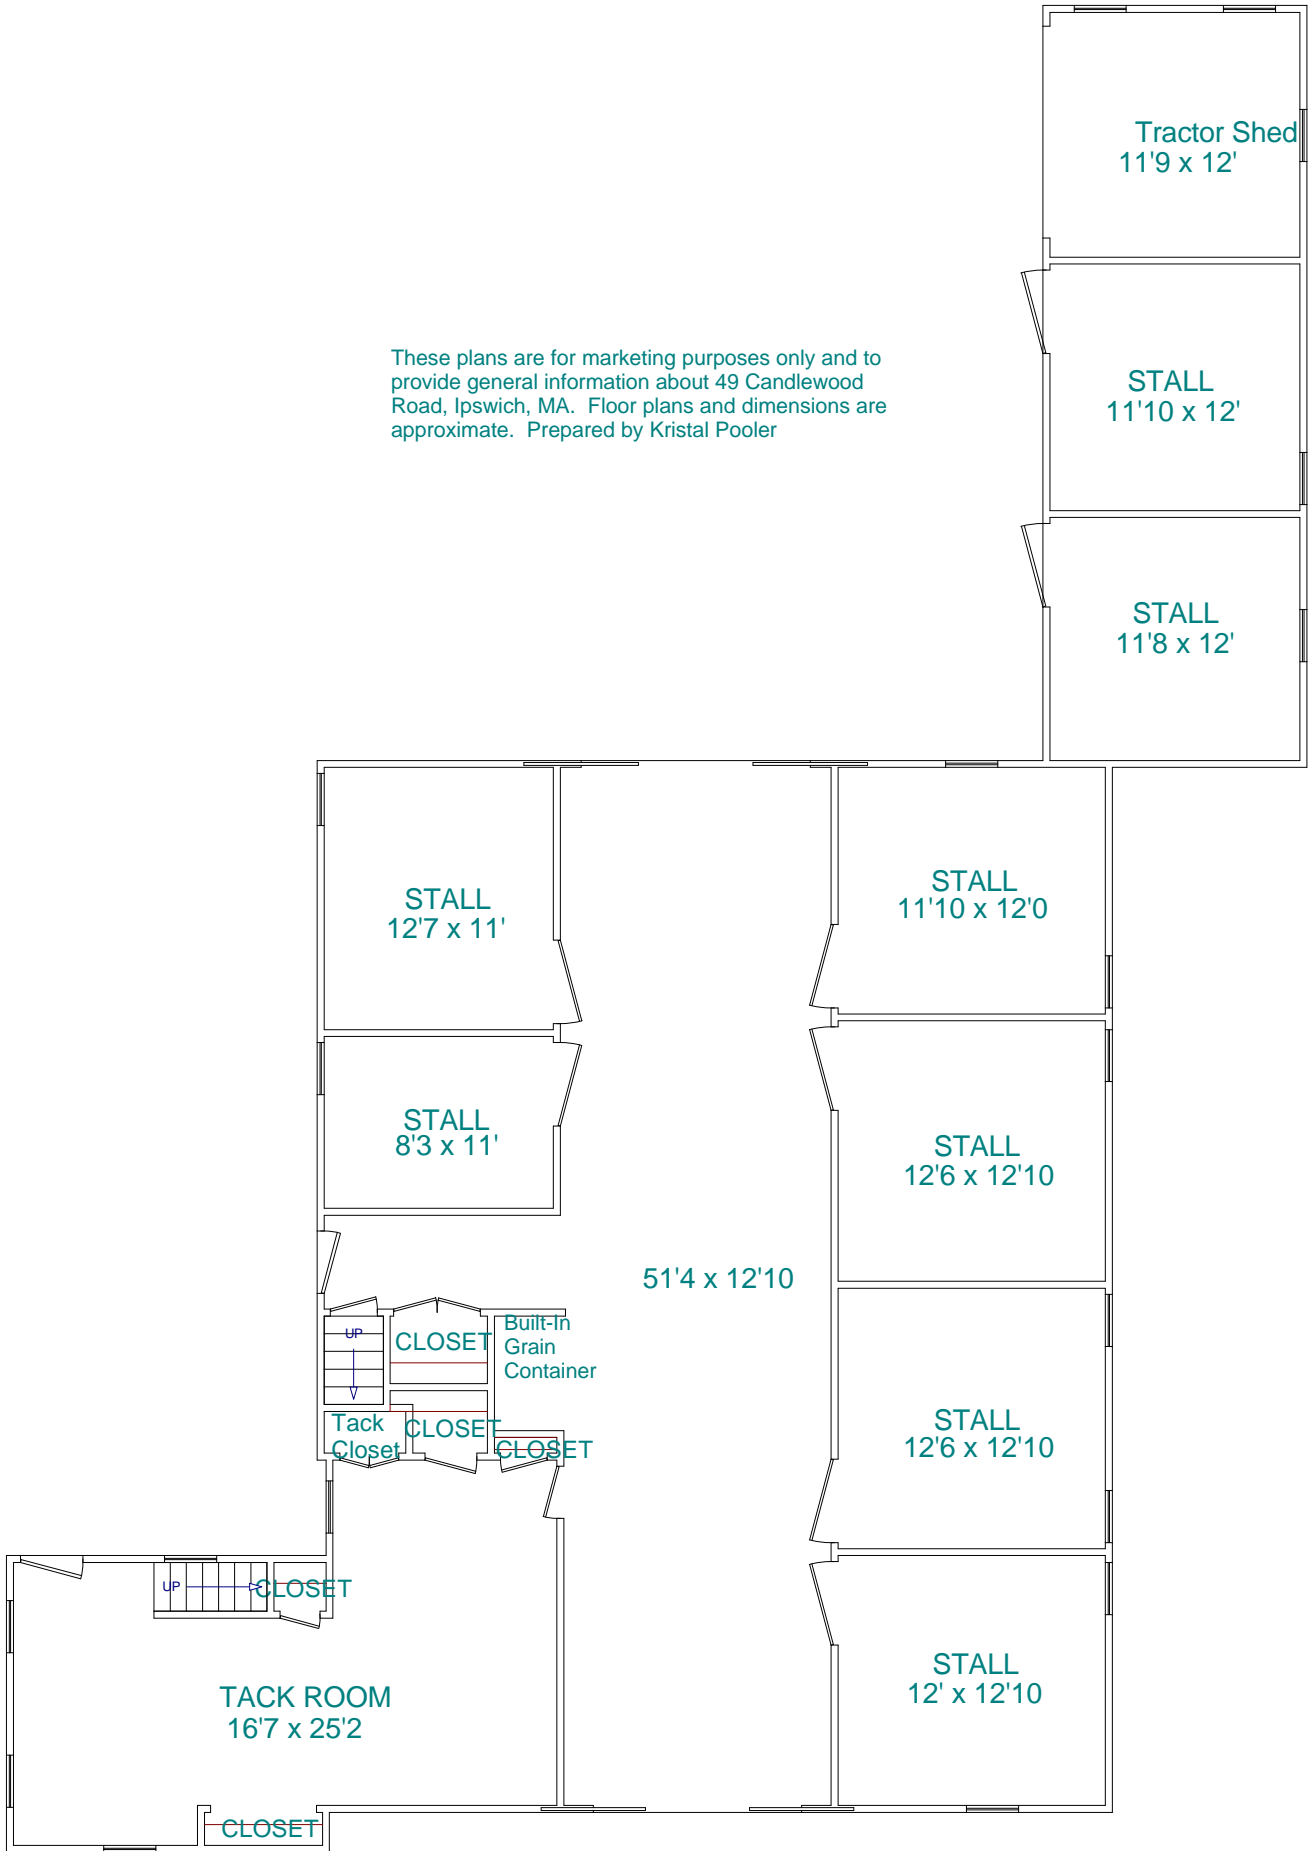 Tractor Shed
11'9 x 12'
These plans are for marketing purposes only and to
provide general information about 49 Candlewood
Road, Ipswich, MA.  Floor plans and dimensions are
approximate.  Prepared by Kristal Pooler
STALL
11'10 x 12'
STALL
11'8 x 12'
STALL
12'7 x 11'
STALL
11'10 x 12'0
STALL
8'3 x 11'
STALL
12'6 x 12'10
51'4 x 12'10
UP
CLOSET
Built-In
Grain
Container
Tack
Closet
CLOSET
CLOSET
STALL
12'6 x 12'10
UP
CLOSET
TACK ROOM
16'7 x 25'2
STALL
12' x 12'10
CLOSET